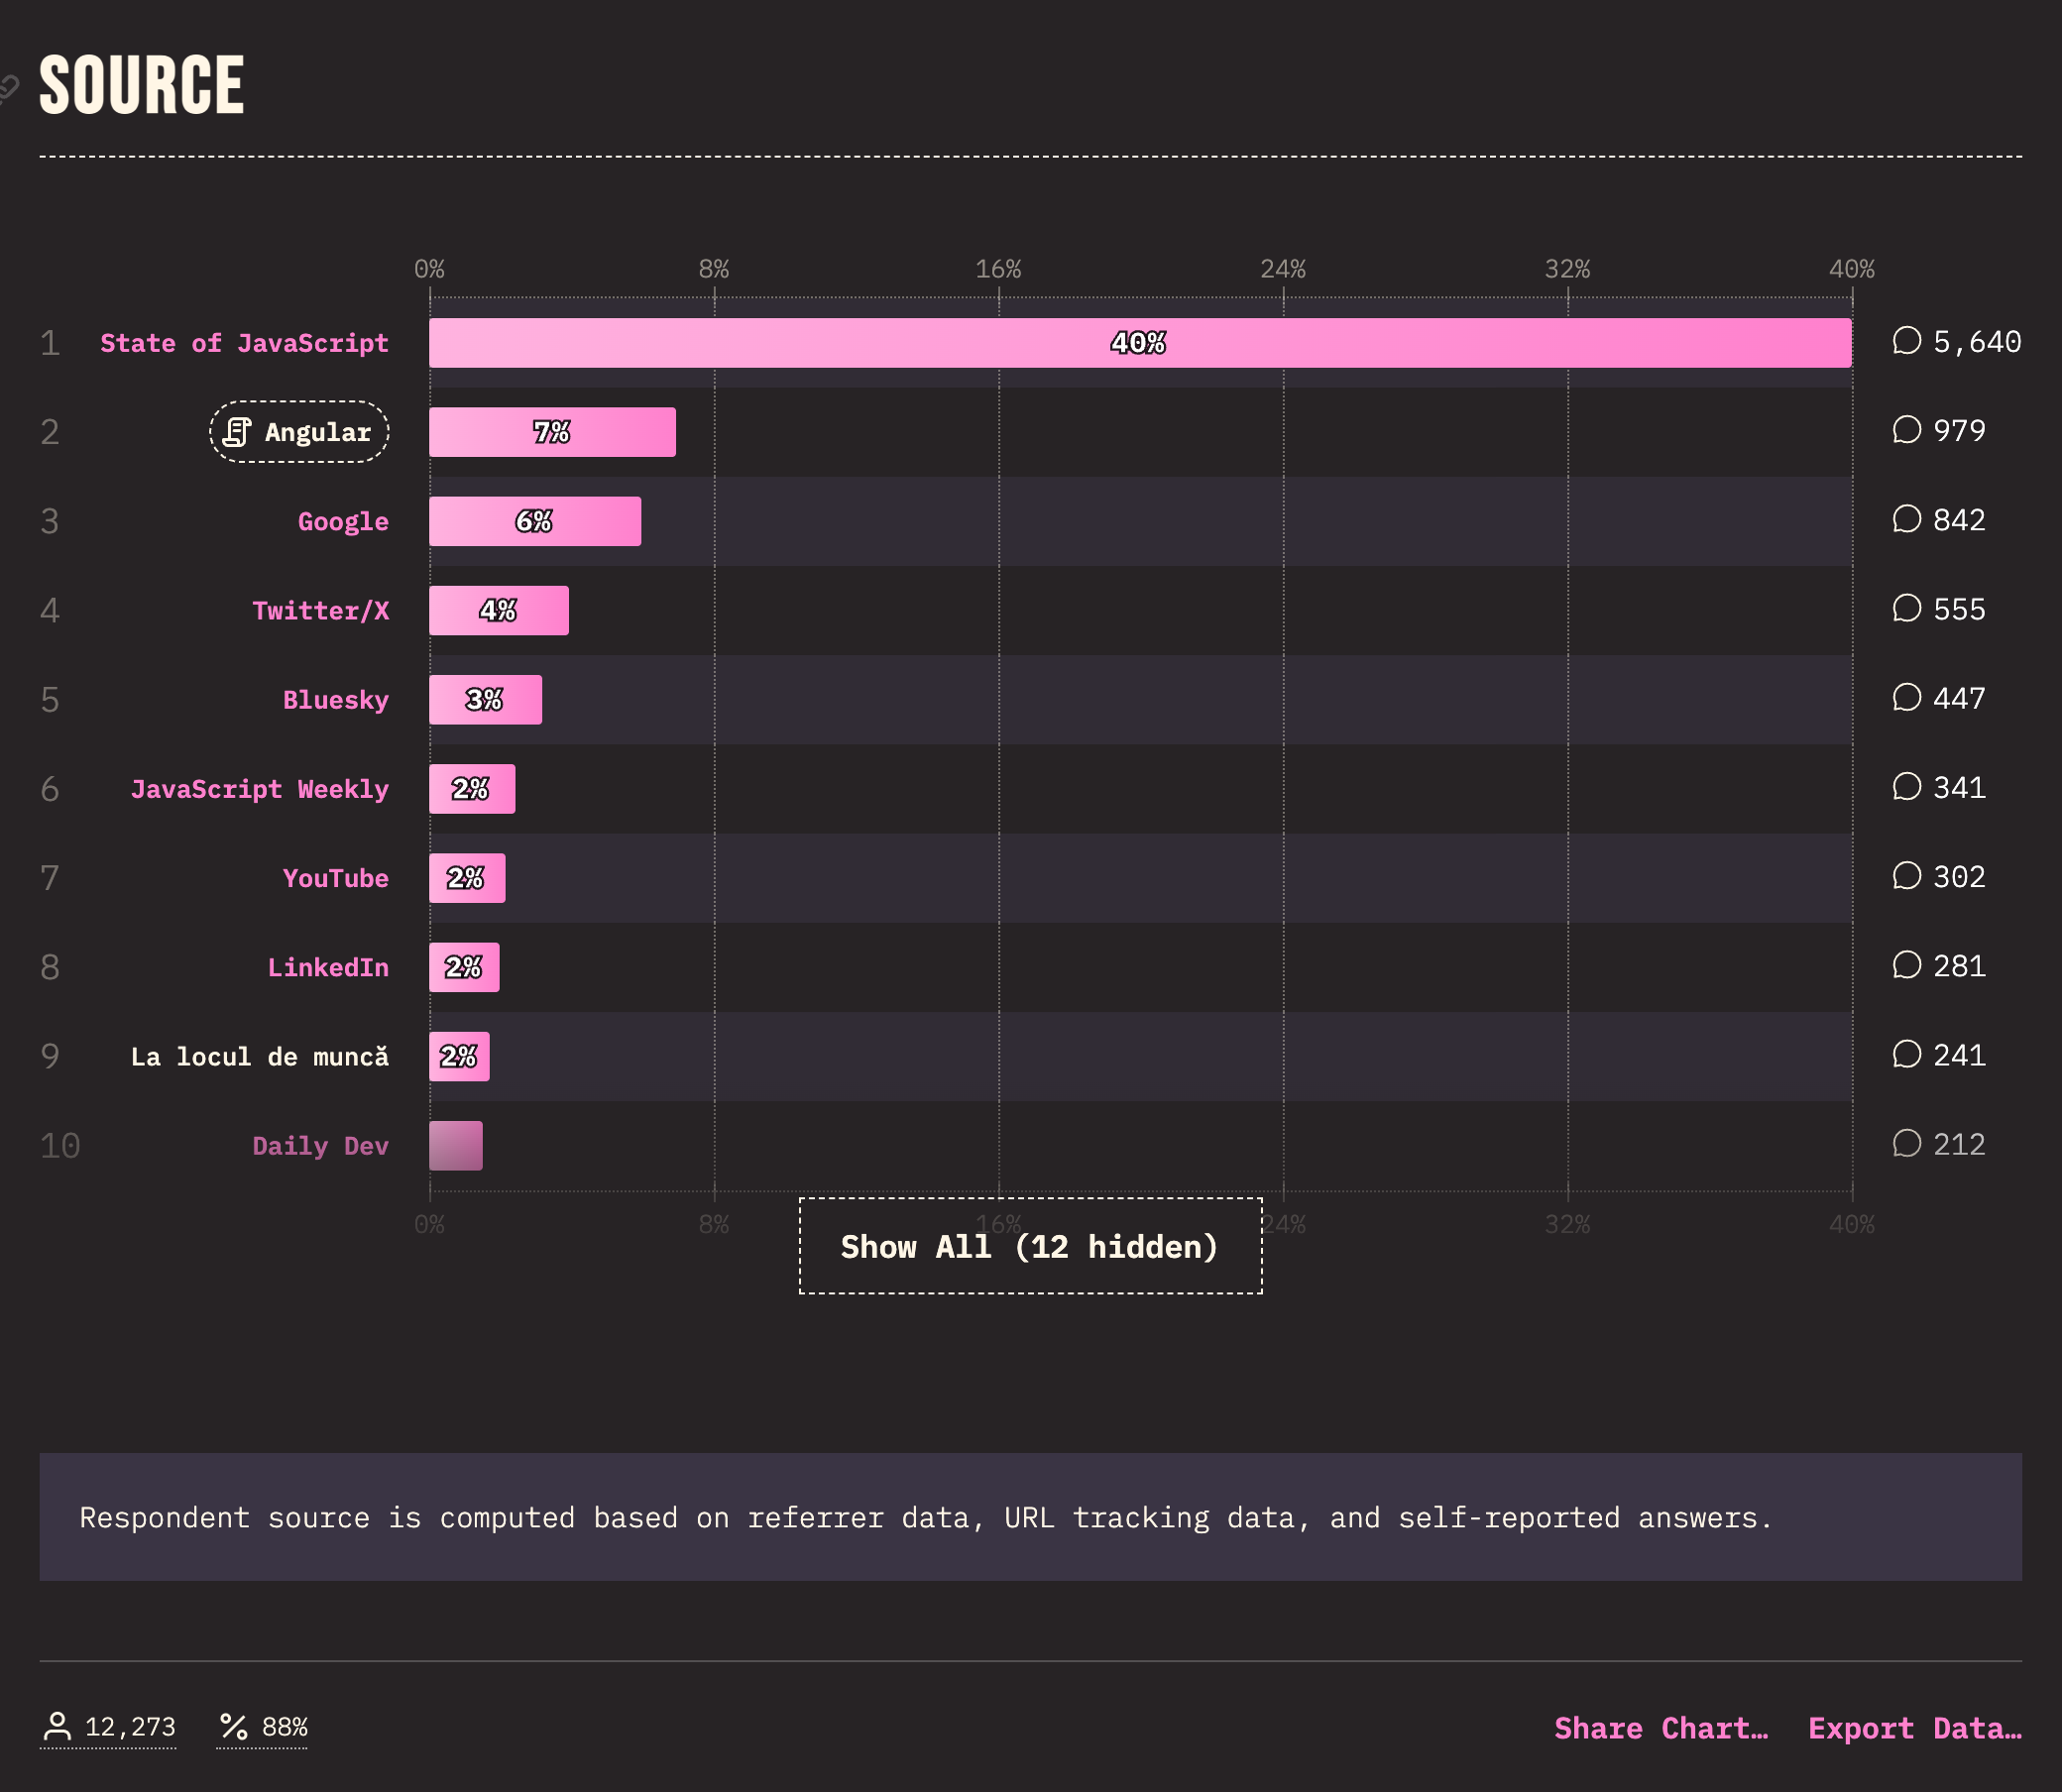 SOURCE
0% 8% 16% 24% 32% 40%
1 State of JavaScript 40% 5,640
2 Angular 7% 979
3 Google 6% 842
4 Twitter/X 4% 555
5 Bluesky 3% 447
6 JavaScript Weekly 2% 341
7 YouTube 2% 302
8 LinkedIn 2% 281
9 La locul de muncă 2% 241
10 Daily Dev 212
0% 8% 16% 24% 32% 40%
Show All (12 hidden)
Respondent source is computed based on referrer data, URL tracking data, and self-reported answers.
12,273 88% Share Chart… Export Data…